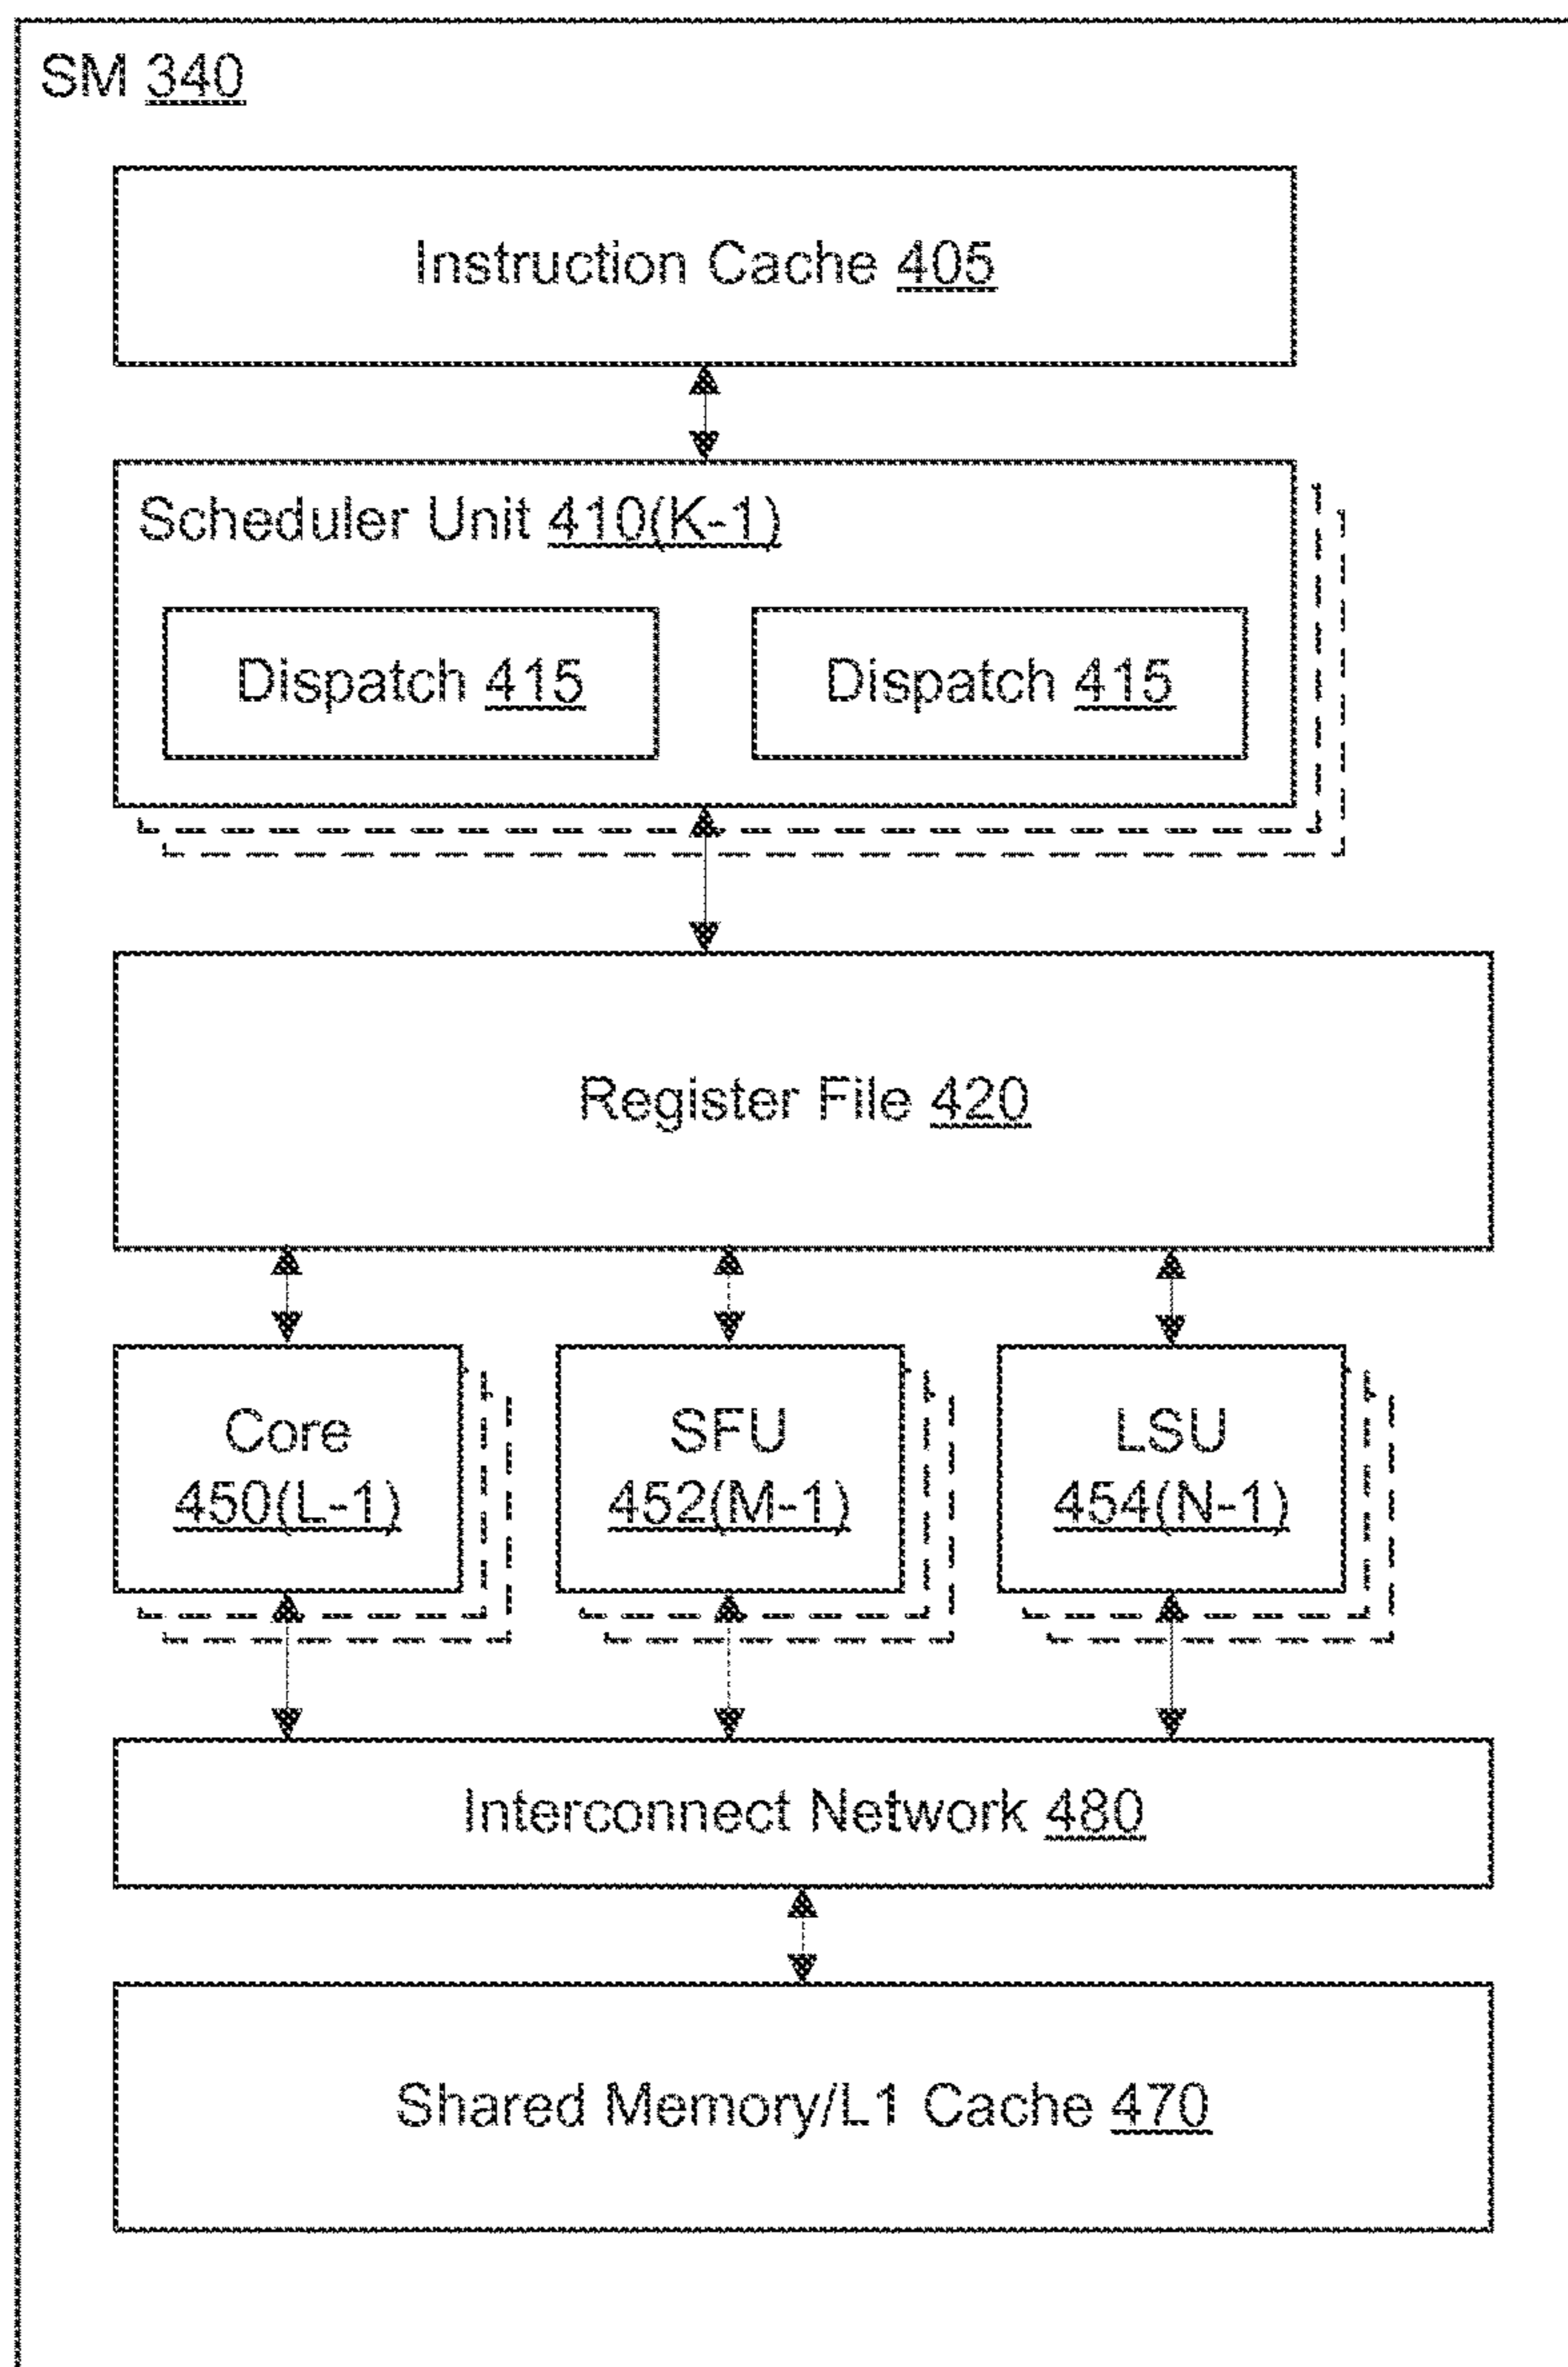 SM 340
Instruction Cache 405
Scheduler Unit 410(K-1)
Dispatch 415
Dispatch 415
Register File 420
Core
450(L-1)
SFU
452(M-1)
LSU
454(N-1)
Interconnect Network 480
Shared Memory/L1 Cache 470